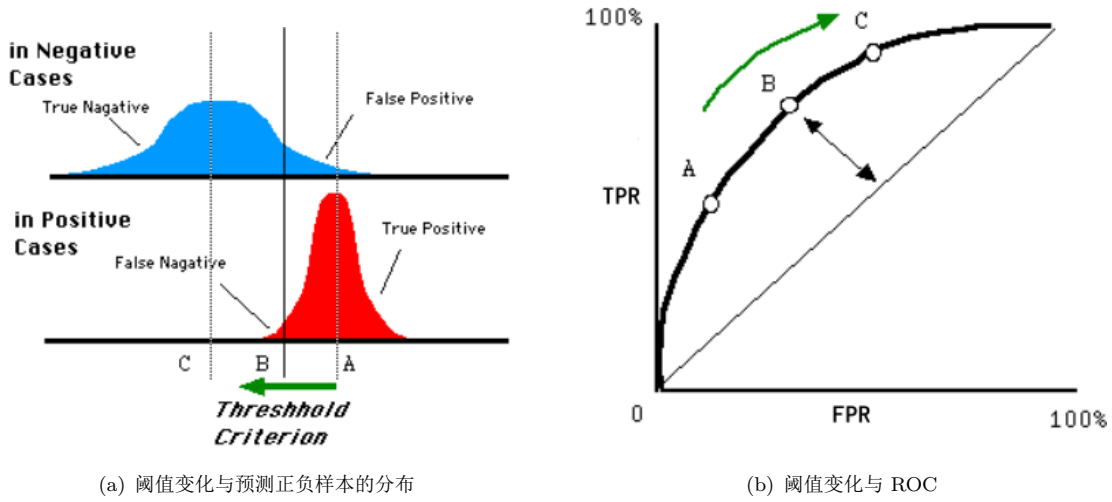 in Negative
Cases
True Nagative
False Positive
in Positive
Cases
True Positive
False Nagative
C
B
A
Threshhold
Criterion
(a) 阈值变化与预测正负样本的分布
100%
C
B
A
TPR
0
FPR
100%
(b) 阈值变化与 ROC